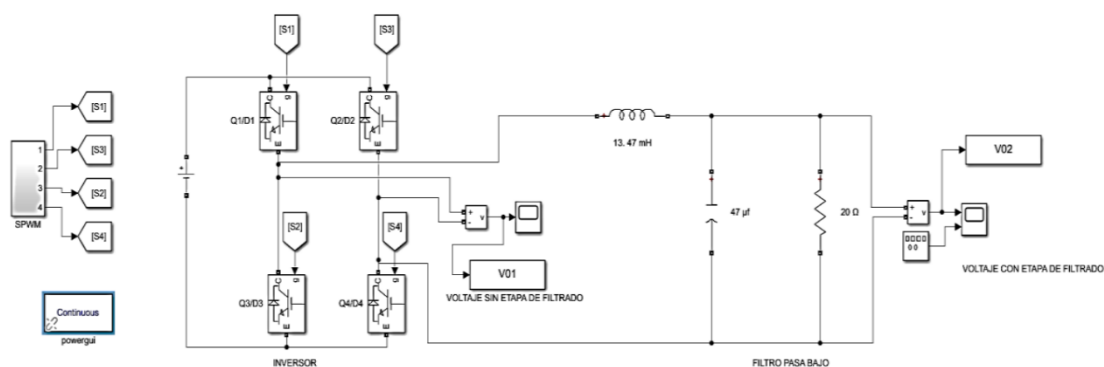 [S1]
[S3]
[S1]
[S3]
[S2]
[S4]
1
2
3
4
SPWM
C
g
E
Q1/D1
C
g
E
Q2/D2
+
13. 47 mH
+
-
v
[S2]
[S4]
V01
VOLTAJE SIN ETAPA DE FILTRADO
C
g
E
Q3/D3
C
g
E
Q4/D4
+
47 µf
+
20 Ω
+
-
v
V02
VOLTAJE CON ETAPA DE FILTRADO
Continuous
powergui
INVERSOR
FILTRO PASA BAJO